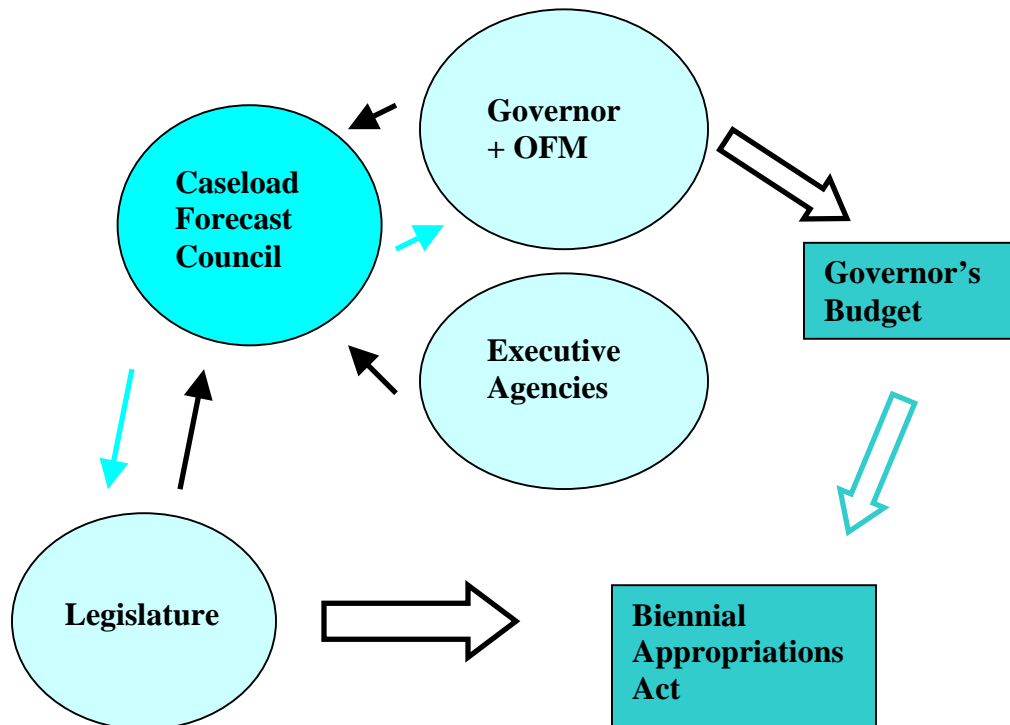 Governor
+ OFM
Caseload
Forecast
Council
Governor’s
Budget
Executive
Agencies
Legislature
Biennial
Appropriations
Act